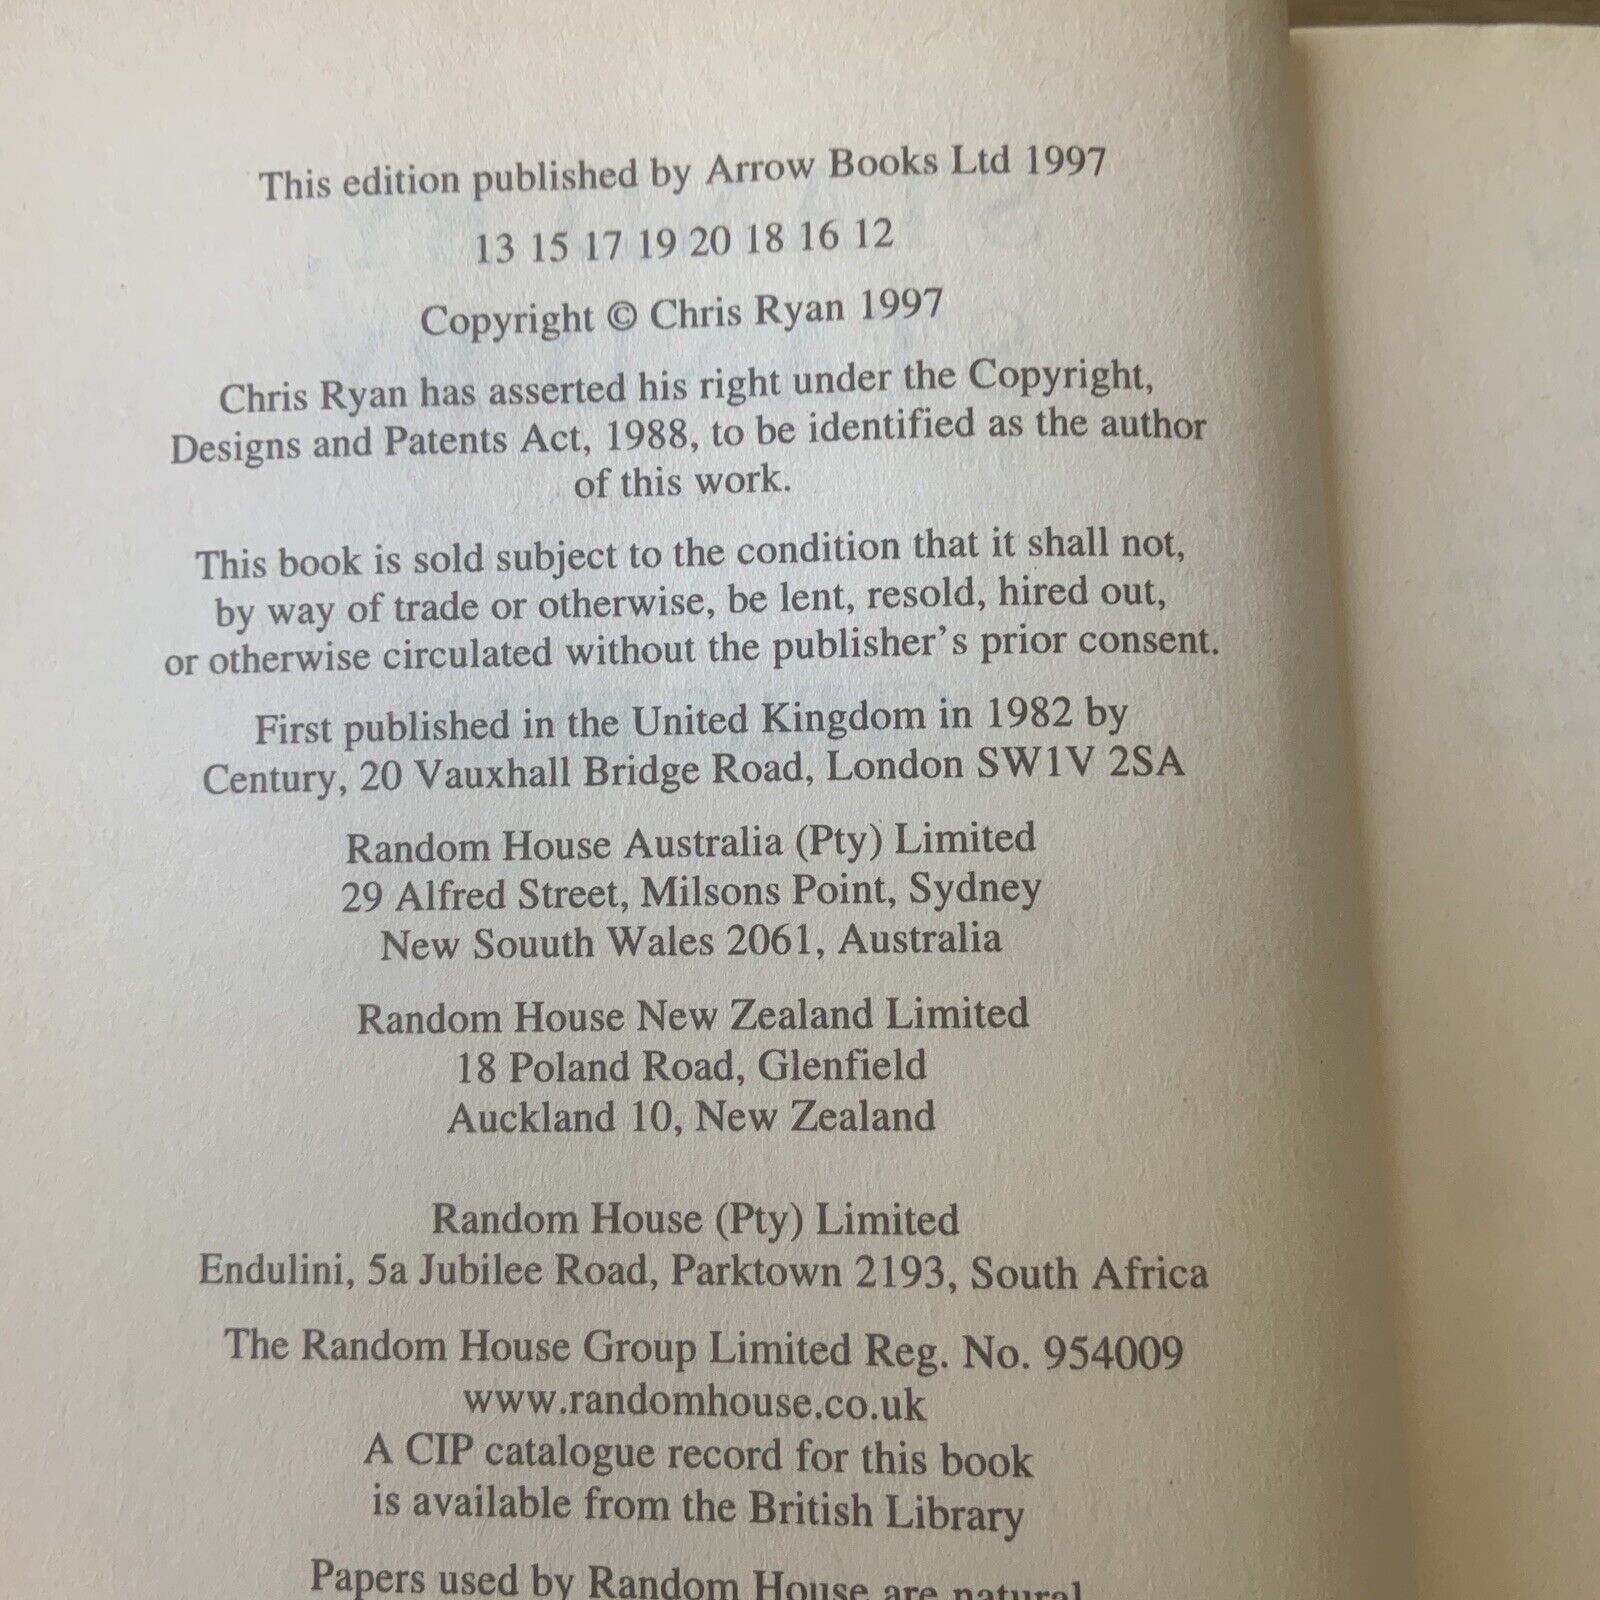 This edition published by Arrow Books Ltd 1997
13 15 17 19 20 18 16 12
Copyright © Chris Ryan 1997
Chris Ryan has asserted his right under the Copyright,
Designs and Patents Act, 1988, to be identified as the author
of this work.
This book is sold subject to the condition that it shall not,
by way of trade or otherwise, be lent, resold, hired out,
or otherwise circulated without the publisher's prior consent.
First published in the United Kingdom in 1982 by
Century, 20 Vauxhall Bridge Road, London SW1V 2SA
Random House Australia (Pty) Limited
29 Alfred Street, Milsons Point, Sydney
New Souuth Wales 2061, Australia
Random House New Zealand Limited
18 Poland Road, Glenfield
Auckland 10, New Zealand
Random House (Pty) Limited
Endulini, 5a Jubilee Road, Parktown 2193, South Africa
The Random House Group Limited Reg. No. 954009
www.randomhouse.co.uk
A CIP catalogue record for this book
is available from the British Library
Papers used by Random House are natural